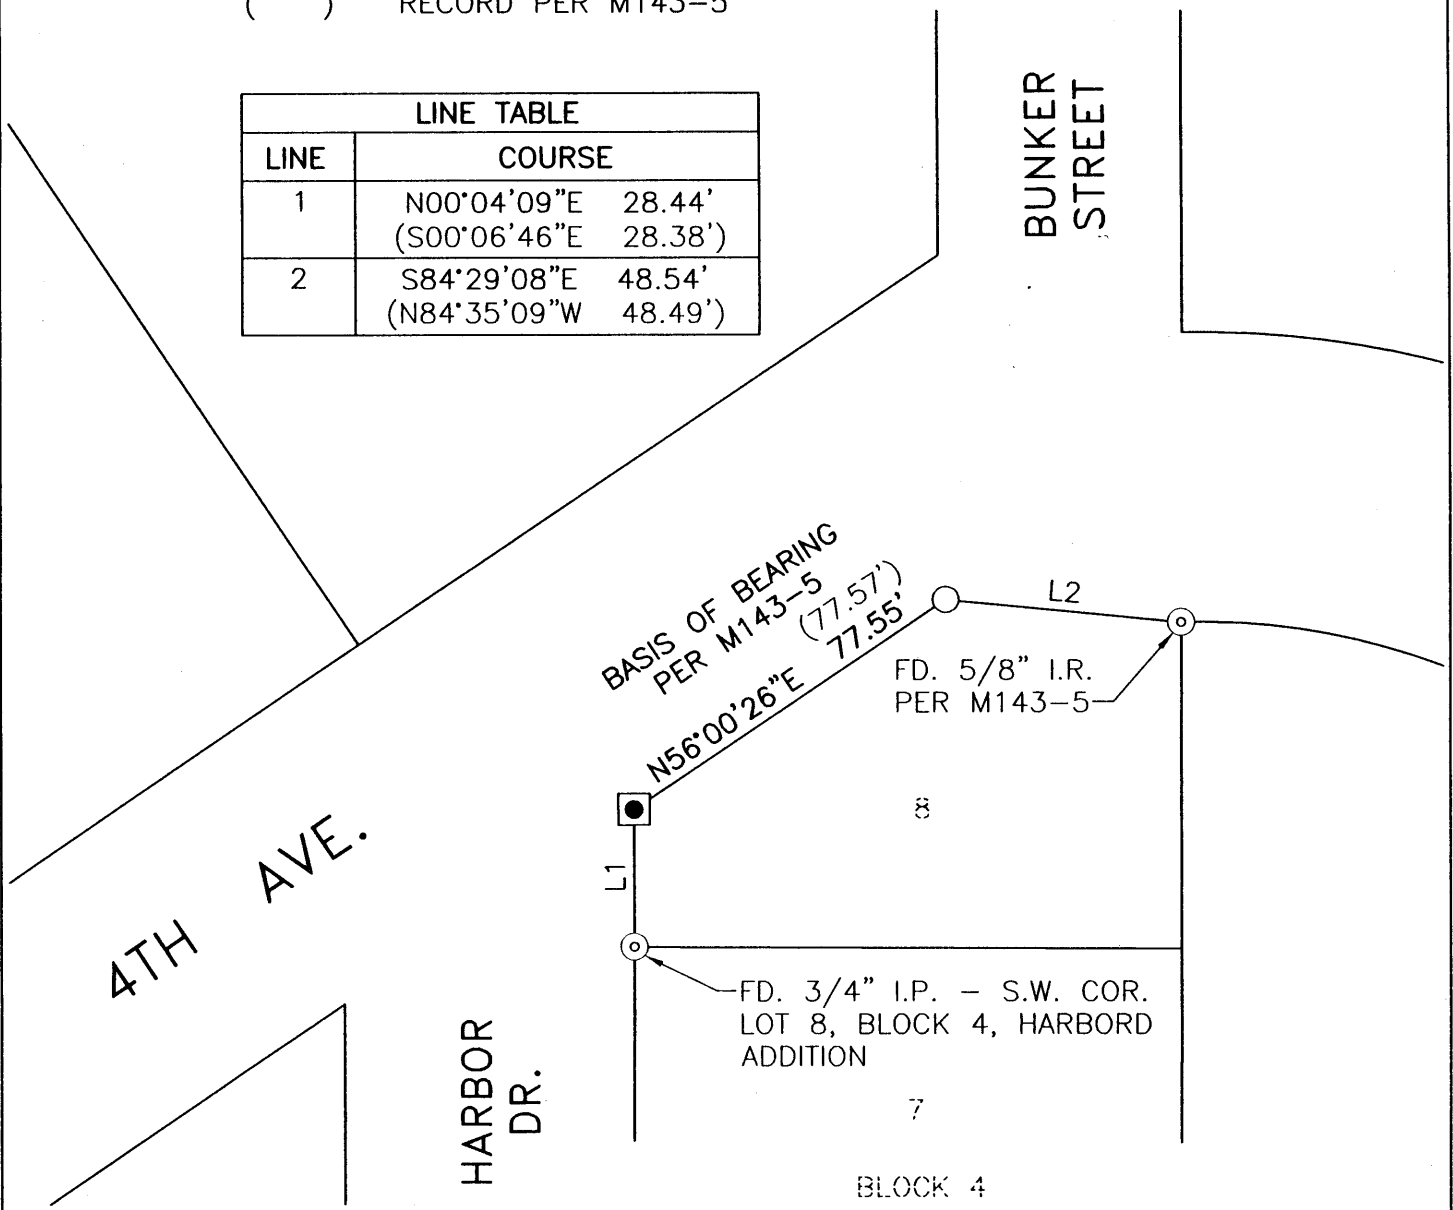 ( ) RECORD PER M143-5
LINE TABLE
LINE COURSE
1 N00°04'09"E 28.44'
(S00°06'46"E 28.38')
2 S84°29'08"E 48.54'
(N84°35'09"W 48.49')
BUNKER
STREET
BASIS OF BEARING
PER M143-5
(77.57')
N56°00'26"E 77.55'
L2
FD. 5/8" I.R.
PER M143-5
8
L1
4TH AVE.
FD. 3/4" I.P. - S.W. COR.
LOT 8, BLOCK 4, HARBORD
ADDITION
HARBOR
DR.
7
BLOCK 4